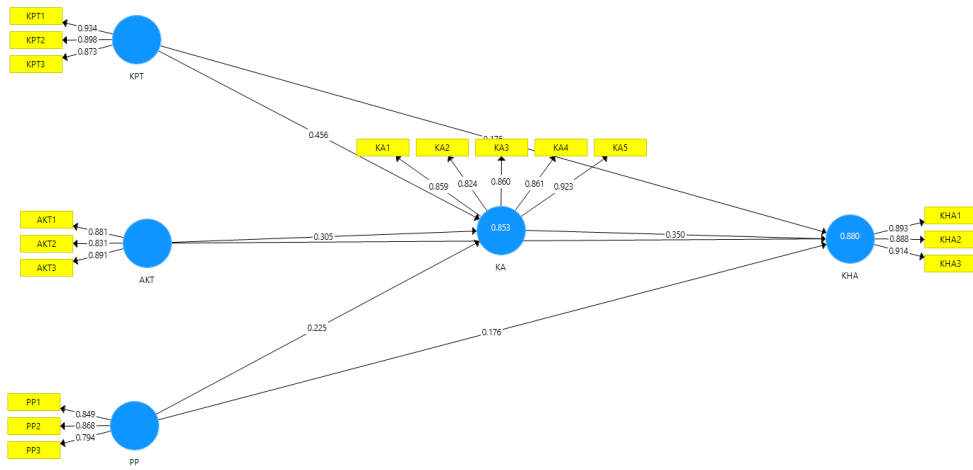 KPT1
KPT2
KPT3
0.934
0.898
0.873
KPT
0.456
KA1
KA2
KA3
KA4
KA5
0.859
0.824
0.860
0.861
0.923
AKT1
AKT2
AKT3
0.881
0.831
0.891
AKT
0.305
0.853
KA
0.350
0.880
KHA
0.893
0.888
0.914
KHA1
KHA2
KHA3
0.225
0.176
PP1
PP2
PP3
0.849
0.868
0.794
PP